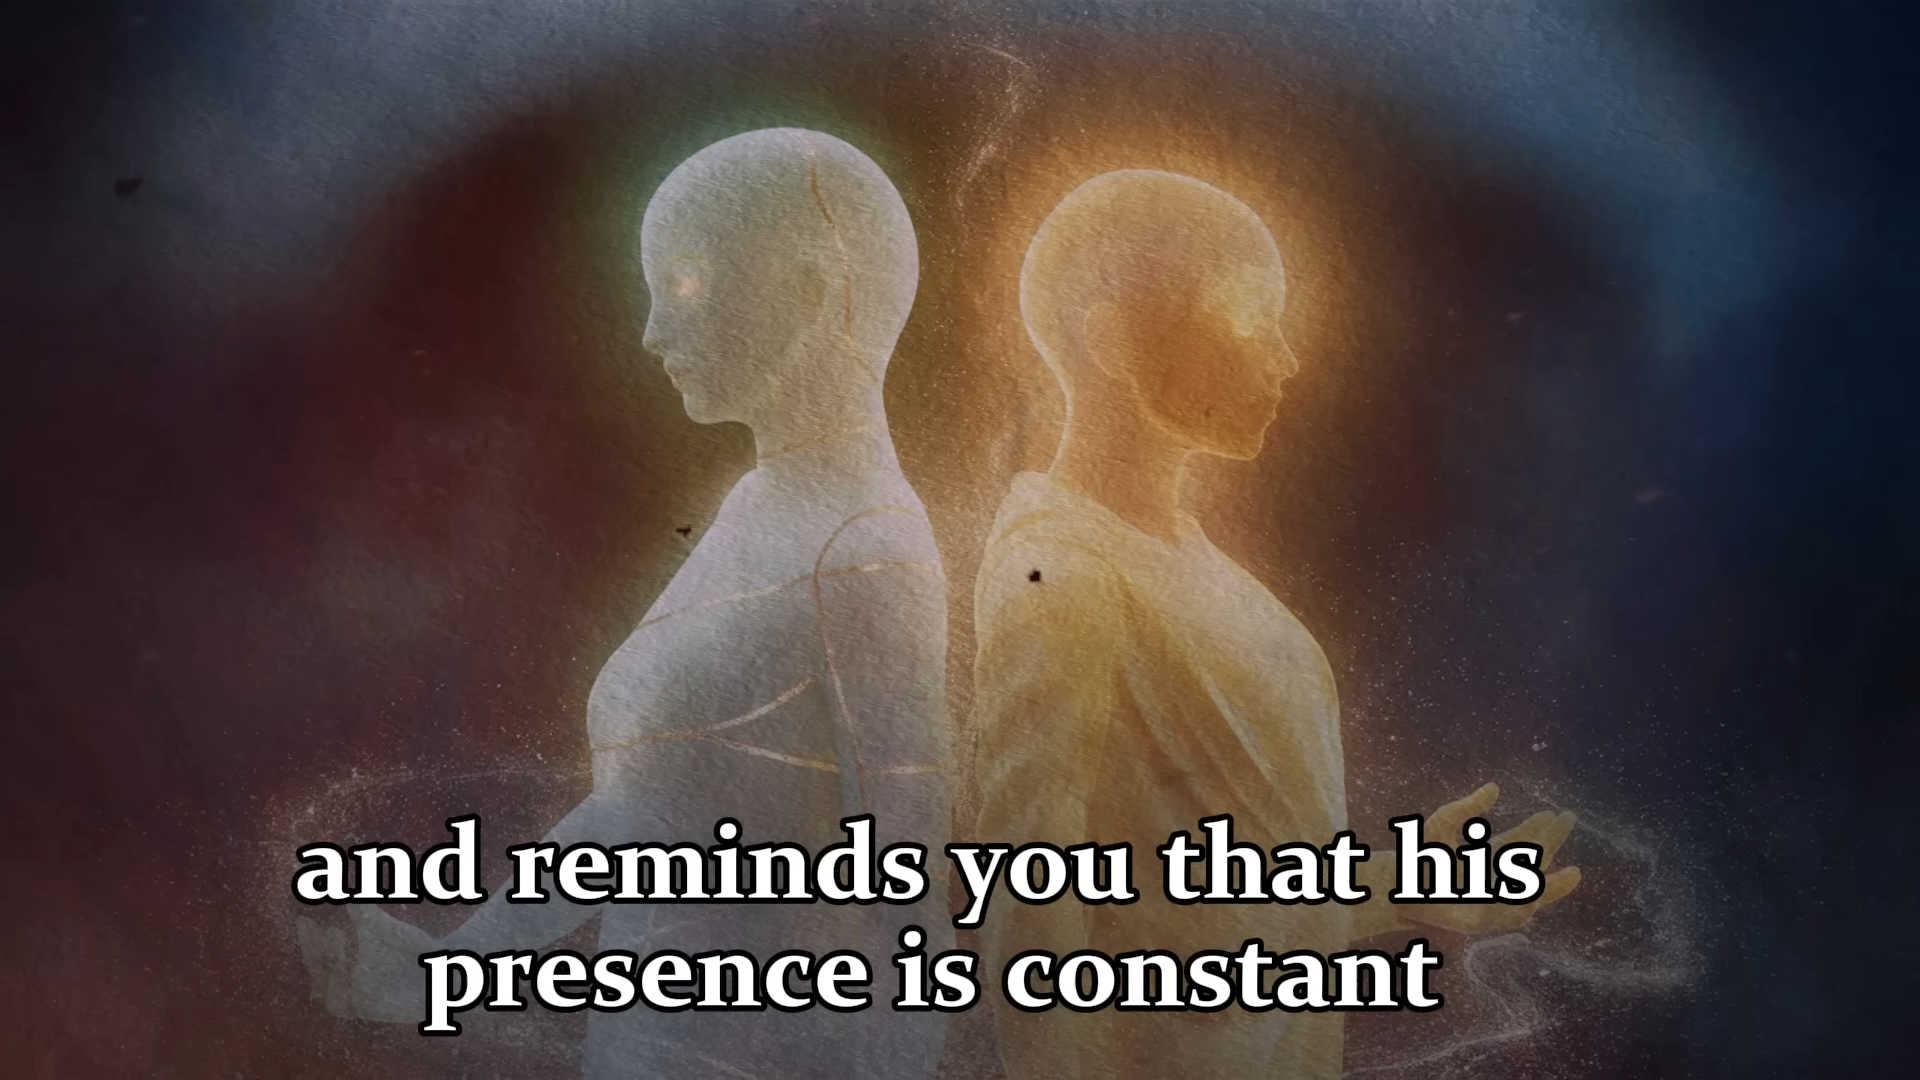 and reminds you that his
presence is constant